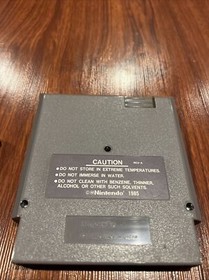 CAUTION
REV-A
• DO NOT STORE IN EXTREME TEMPERATURES.
• DO NOT IMMERSE IN WATER.
• DO NOT CLEAN WITH BENZENE, THINNER,
ALCOHOL OR OTHER SUCH SOLVENTS.
©®Nintendo® 1985